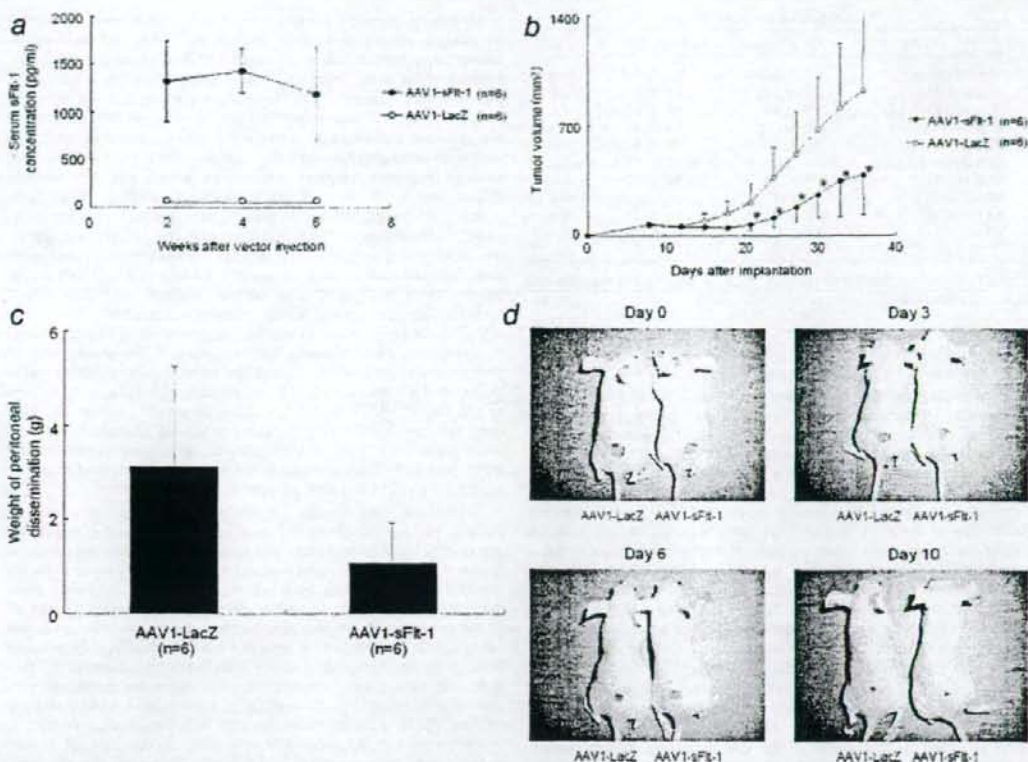 a
2000
1500
1000
500
0
0 2 4 6 8
Serum sFlt-1
concentration (pg/ml)
Weeks after vector injection
AAV1-sFlt-1 (n=6)
AAV1-LacZ (n=6)
b
1400
700
0
0 10 20 30 40
Tumor volume (mm³)
Days after implantation
AAV1-sFlt-1 (n=6)
AAV1-LacZ (n=6)
c
6
4
2
0
Weight of peritoneal
dissemination (g)
AAV1-LacZ AAV1-sFlt-1
(n=6) (n=6)
d
Day 0 Day 3
AAV1-LacZ AAV1-sFlt-1 AAV1-LacZ AAV1-sFlt-1
Day 6 Day 10
AAV1-LacZ AAV1-sFlt-1 AAV1-LacZ AAV1-sFlt-1